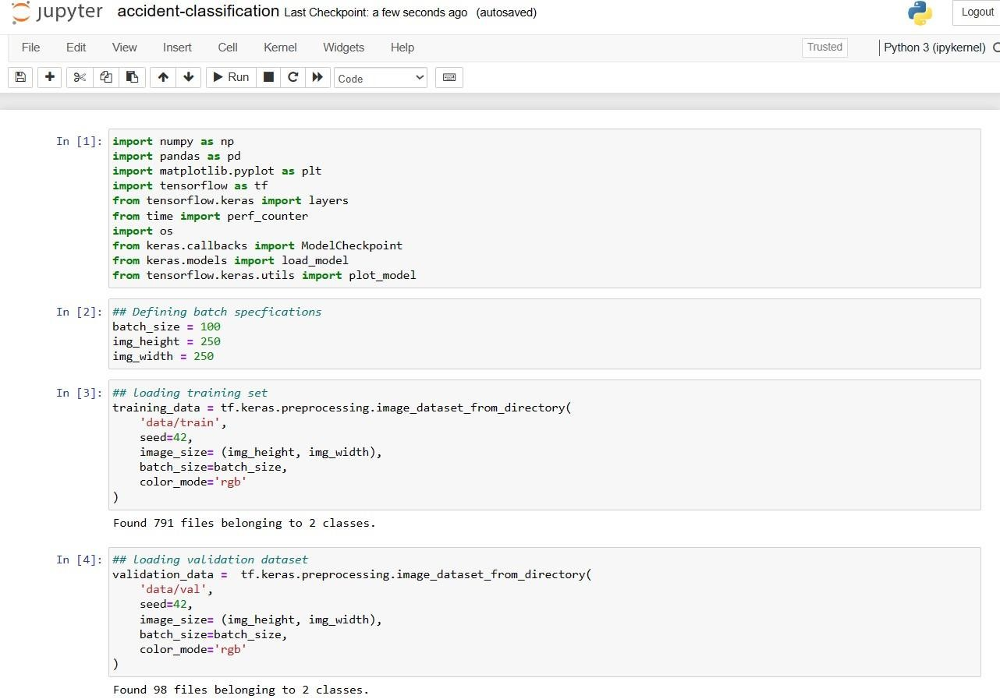 jupyter accident-classification Last Checkpoint: a few seconds ago (autosaved) Logout
File Edit View Insert Cell Kernel Widgets Help Trusted Python 3 (ipykernel)
Run Code
In [1]: import numpy as np
import pandas as pd
import matplotlib.pyplot as plt
import tensorflow as tf
from tensorflow.keras import layers
from time import perf_counter
import os
from keras.callbacks import ModelCheckpoint
from keras.models import load_model
from tensorflow.keras.utils import plot_model
In [2]: ## Defining batch specfications
batch_size = 100
img_height = 250
img_width = 250
In [3]: ## loading training set
training_data = tf.keras.preprocessing.image_dataset_from_directory(
    'data/train',
    seed=42,
    image_size= (img_height, img_width),
    batch_size=batch_size,
    color_mode='rgb'
)
Found 791 files belonging to 2 classes.
In [4]: ## loading validation dataset
validation_data =  tf.keras.preprocessing.image_dataset_from_directory(
    'data/val',
    seed=42,
    image_size= (img_height, img_width),
    batch_size=batch_size,
    color_mode='rgb'
)
Found 98 files belonging to 2 classes.